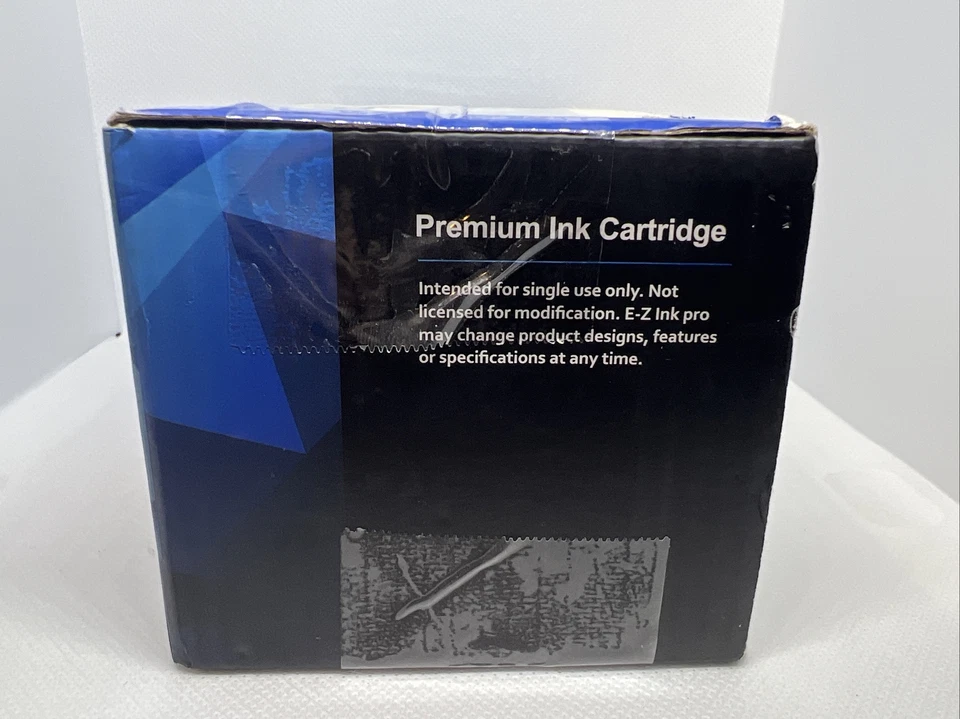 Premium Ink Cartridge
Intended for single use only. Not
licensed for modification. E-Z Ink pro
may change product designs, features
or specifications at any time.